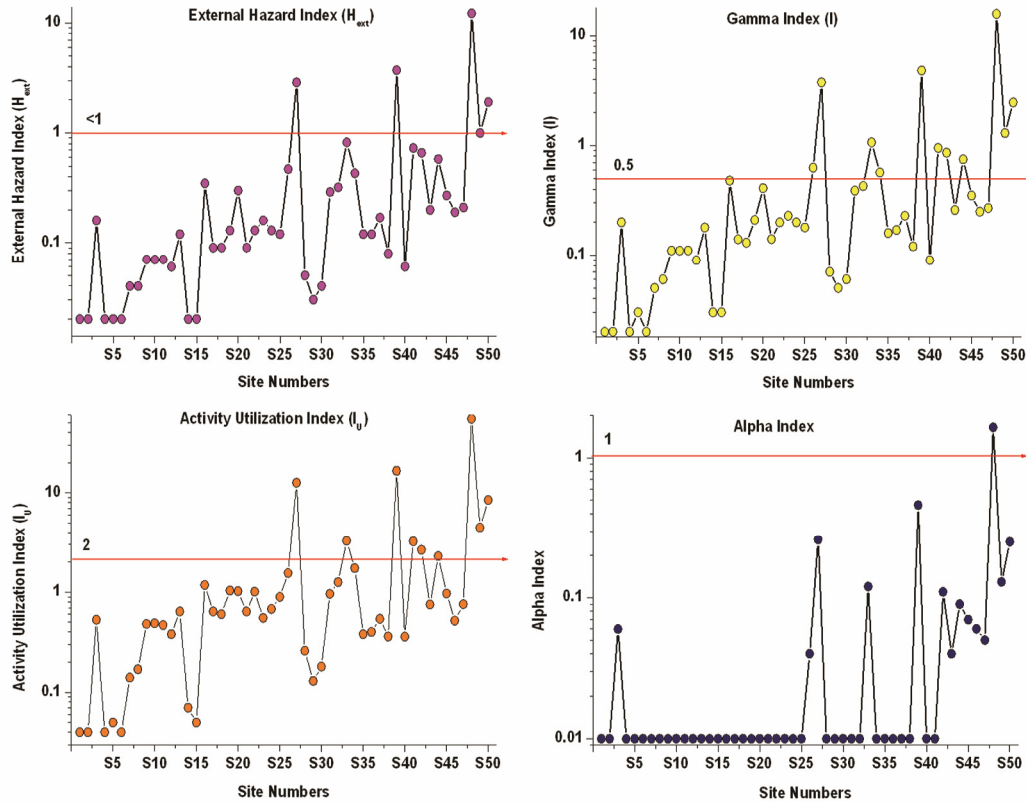 External Hazard Index (Hext)
External Hazard Index (Hext)
10
1
0.1
<1
S5 S10 S15 S20 S25 S30 S35 S40 S45 S50
Site Numbers
Gamma Index (I)
Gamma Index (I)
10
1
0.1
0.5
S5 S10 S15 S20 S25 S30 S35 S40 S45 S50
Site Numbers
Activity Utilization Index (IU)
Activity Utilization Index (IU)
10
1
0.1
2
S5 S10 S15 S20 S25 S30 S35 S40 S45 S50
Site Numbers
Alpha Index
Alpha Index
1
0.1
0.01
1
S5 S10 S15 S20 S25 S30 S35 S40 S45 S50
Site Numbers